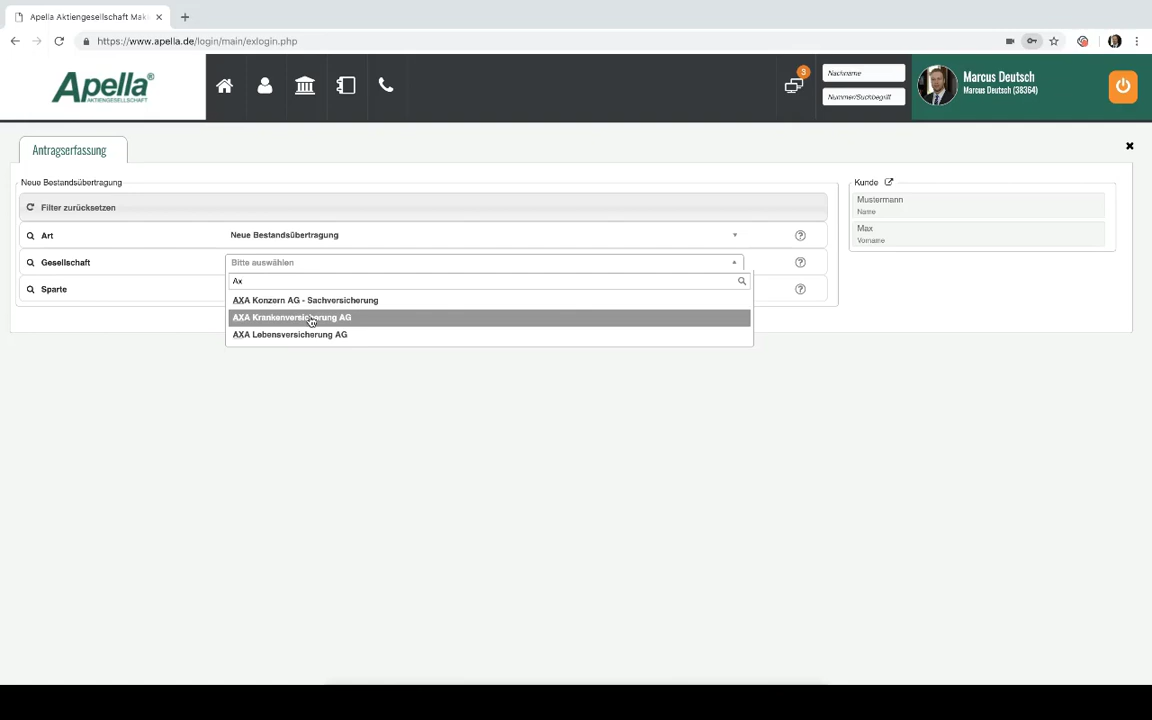 Apella Aktiengesellschaft Mak
https://www.apella.de/login/main/exlogin.php
Apella®
AKTIENGESELLSCHAFT
3
Nachname
Nummer/Suchbegriff
Marcus Deutsch
Marcus Deutsch (38364)
Antragserfassung
Neue Bestandsübertragung
Filter zurücksetzen
Art
Neue Bestandsübertragung
Gesellschaft
Bitte auswählen
Ax
AXA Konzern AG - Sachversicherung
AXA Krankenversicherung AG
AXA Lebensversicherung AG
Sparte
Kunde
Mustermann
Name
Max
Vorname